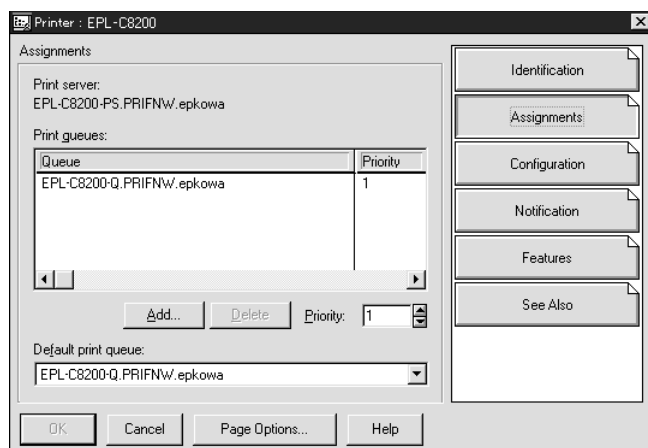 Printer : EPL-C8200
Assignments
Print server:
EPL-C8200-PS.PRIFNW.epkowa
Print queues:
Queue Priority
EPL-C8200-Q.PRIFNW.epkowa 1
Add... Delete Priority: 1
Default print queue:
EPL-C8200-Q.PRIFNW.epkowa
OK Cancel Page Options... Help
Identification
Assignments
Configuration
Notification
Features
See Also